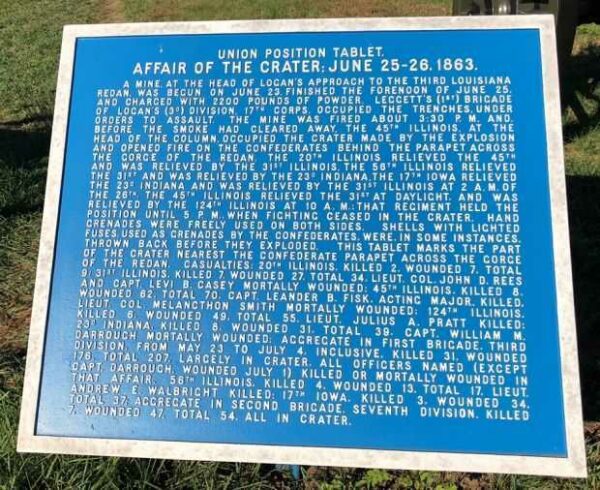 UNION POSITION TABLET.
AFFAIR OF THE CRATER; JUNE 25-26. 1863.
A MINE, AT THE HEAD OF LOGAN'S APPROACH TO THE THIRD LOUISIANA
REDAN, WAS BEGUN ON JUNE 23, FINISHED THE FORENOON OF JUNE 25,
AND CHARGED WITH 2200 POUNDS OF POWDER. LEGGETT'S (1ST) BRIGADE
OF LOGAN'S (3D) DIVISION, 17TH CORPS, OCCUPIED THE TRENCHES, UNDER
ORDERS TO ASSAULT. THE MINE WAS FIRED ABOUT 3:30 P. M., AND,
BEFORE THE SMOKE HAD CLEARED AWAY, THE 45TH ILLINOIS, AT THE
HEAD OF THE COLUMN, OCCUPIED THE CRATER MADE BY THE EXPLOSION
AND OPENED FIRE ON THE CONFEDERATES BEHIND THE PARAPET ACROSS
THE GORGE OF THE REDAN. THE 20TH ILLINOIS RELIEVED THE 45TH
AND WAS RELIEVED BY THE 31ST ILLINOIS, THE 56TH ILLINOIS RELIEVED
THE 31ST AND WAS RELIEVED BY THE 23D INDIANA, THE 17TH IOWA RELIEVED
THE 23D INDIANA AND WAS RELIEVED BY THE 31ST ILLINOIS AT 2 A. M. OF
THE 26TH, THE 45TH ILLINOIS RELIEVED THE 31ST AT DAYLIGHT, AND WAS
RELIEVED BY THE 124TH ILLINOIS AT 10 A. M.; THAT REGIMENT HELD THE
POSITION UNTIL 5 P. M., WHEN FIGHTING CEASED IN THE CRATER. HAND
GRENADES WERE FREELY USED ON BOTH SIDES. SHELLS WITH LIGHTED
FUSES, USED AS GRENADES BY THE CONFEDERATES, WERE, IN SOME INSTANCES,
THROWN BACK BEFORE THEY EXPLODED. THIS TABLET MARKS THE PART
OF THE CRATER NEAREST THE CONFEDERATE PARAPET ACROSS THE GORGE
OF THE REDAN. CASUALTIES: 20TH ILLINOIS, KILLED 2, WOUNDED 7, TOTAL
9; 31ST ILLINOIS, KILLED 7, WOUNDED 27, TOTAL 34, LIEUT. COL. JOHN D. REES
AND CAPT. LEVI B. CASEY MORTALLY WOUNDED; 45TH ILLINOIS, KILLED 8,
WOUNDED 62, TOTAL 70, CAPT. LEANDER B. FISK, ACTING MAJOR, KILLED,
LIEUT. COL. MELANCTHON SMITH MORTALLY WOUNDED; 124TH ILLINOIS,
KILLED 6, WOUNDED 49, TOTAL 55, LIEUT. JULIUS A. PRATT KILLED;
23D INDIANA, KILLED 8, WOUNDED 31, TOTAL 39, CAPT. WILLIAM M.
DARROUGH MORTALLY WOUNDED; AGGREGATE IN FIRST BRIGADE, THIRD
DIVISION, FROM MAY 23 TO JULY 4, INCLUSIVE, KILLED 31, WOUNDED
176, TOTAL 207, LARGELY IN CRATER, ALL OFFICERS NAMED (EXCEPT
CAPT. DARROUGH, WOUNDED JULY 1) KILLED OR MORTALLY WOUNDED IN
THAT AFFAIR. 56TH ILLINOIS, KILLED 4, WOUNDED 13, TOTAL 17, LIEUT.
ANDREW E. WALBRIGHT KILLED; 17TH IOWA, KILLED 3, WOUNDED 34,
TOTAL 37; AGGREGATE IN SECOND BRIGADE, SEVENTH DIVISION, KILLED
7, WOUNDED 47, TOTAL 54, ALL IN CRATER.